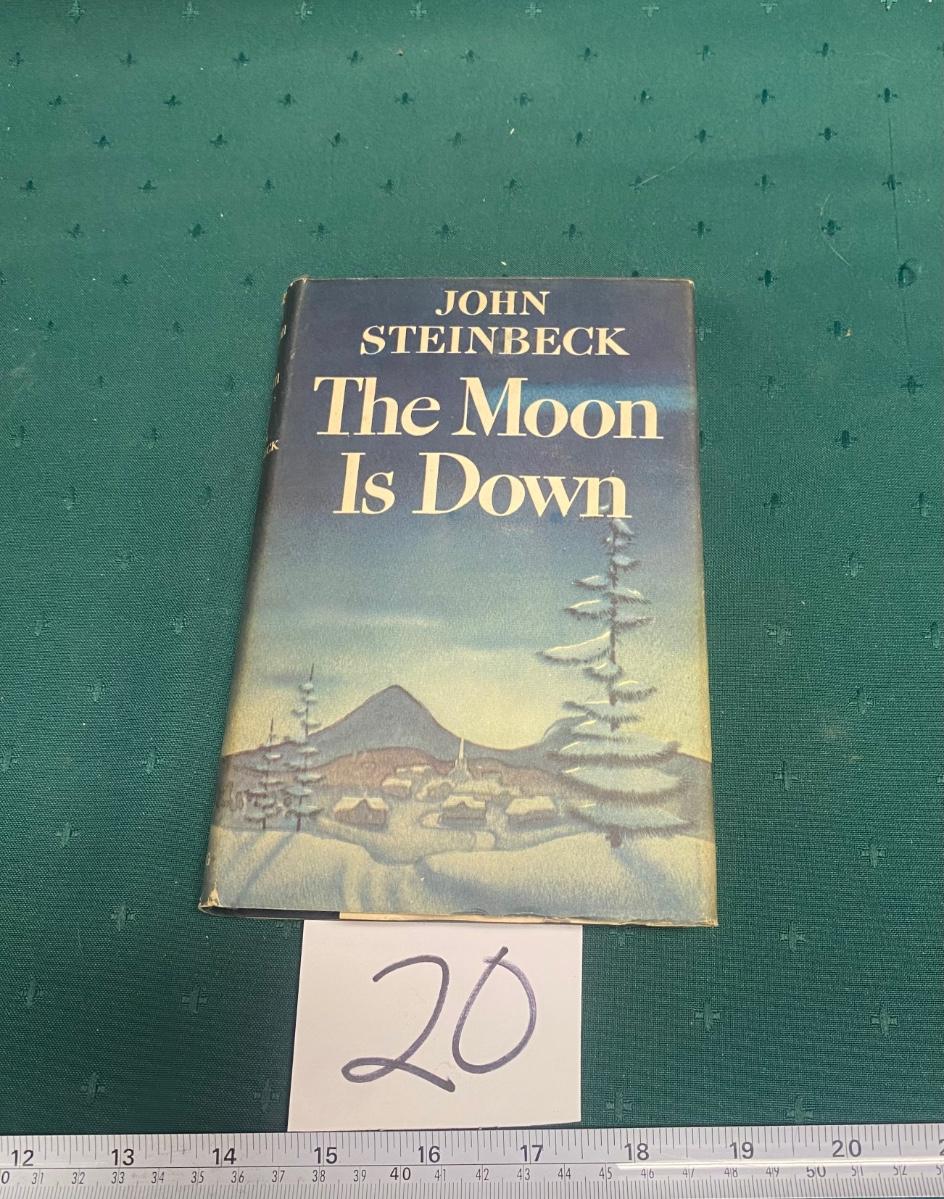 JOHN
STEINBECK
The Moon
Is Down
CK
20
12 13 14 15 16 17 18 19 20
0 31 32 33 34 35 36 37 38 39 40 41 42 43 44 45 46 47 48 49 50 51 52